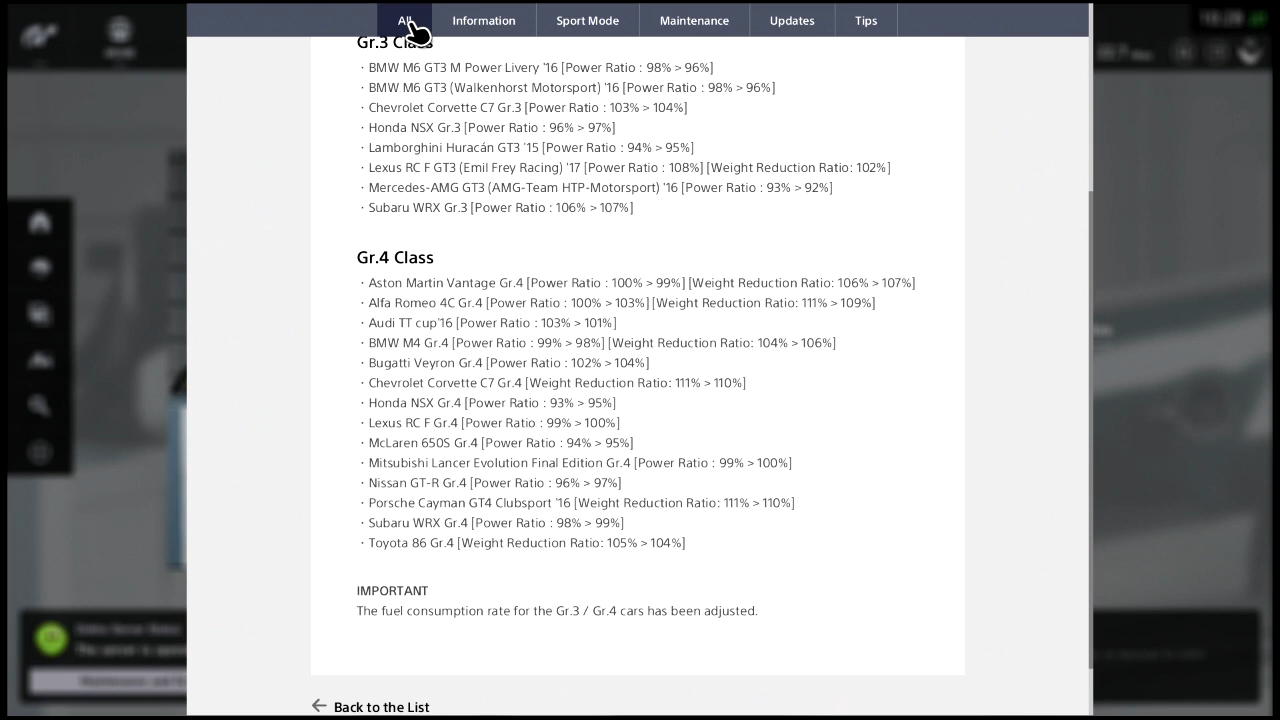 All Information Sport Mode Maintenance Updates Tips
Gr.3 Class
· BMW M6 GT3 M Power Livery '16 [Power Ratio : 98% > 96%]
· BMW M6 GT3 (Walkenhorst Motorsport) '16 [Power Ratio : 98% > 96%]
· Chevrolet Corvette C7 Gr.3 [Power Ratio : 103% > 104%]
· Honda NSX Gr.3 [Power Ratio : 96% > 97%]
· Lamborghini Huracán GT3 '15 [Power Ratio : 94% > 95%]
· Lexus RC F GT3 (Emil Frey Racing) '17 [Power Ratio : 108%] [Weight Reduction Ratio: 102%]
· Mercedes-AMG GT3 (AMG-Team HTP-Motorsport) '16 [Power Ratio : 93% > 92%]
· Subaru WRX Gr.3 [Power Ratio : 106% > 107%]
Gr.4 Class
· Aston Martin Vantage Gr.4 [Power Ratio : 100% > 99%] [Weight Reduction Ratio: 106% > 107%]
· Alfa Romeo 4C Gr.4 [Power Ratio : 100% > 103%] [Weight Reduction Ratio: 111% > 109%]
· Audi TT cup'16 [Power Ratio : 103% > 101%]
· BMW M4 Gr.4 [Power Ratio : 99% > 98%] [Weight Reduction Ratio: 104% > 106%]
· Bugatti Veyron Gr.4 [Power Ratio : 102% > 104%]
· Chevrolet Corvette C7 Gr.4 [Weight Reduction Ratio: 111% > 110%]
· Honda NSX Gr.4 [Power Ratio : 93% > 95%]
· Lexus RC F Gr.4 [Power Ratio : 99% > 100%]
· McLaren 650S Gr.4 [Power Ratio : 94% > 95%]
· Mitsubishi Lancer Evolution Final Edition Gr.4 [Power Ratio : 99% > 100%]
· Nissan GT-R Gr.4 [Power Ratio : 96% > 97%]
· Porsche Cayman GT4 Clubsport '16 [Weight Reduction Ratio: 111% > 110%]
· Subaru WRX Gr.4 [Power Ratio : 98% > 99%]
· Toyota 86 Gr.4 [Weight Reduction Ratio: 105% > 104%]
IMPORTANT
The fuel consumption rate for the Gr.3 / Gr.4 cars has been adjusted.
← Back to the List